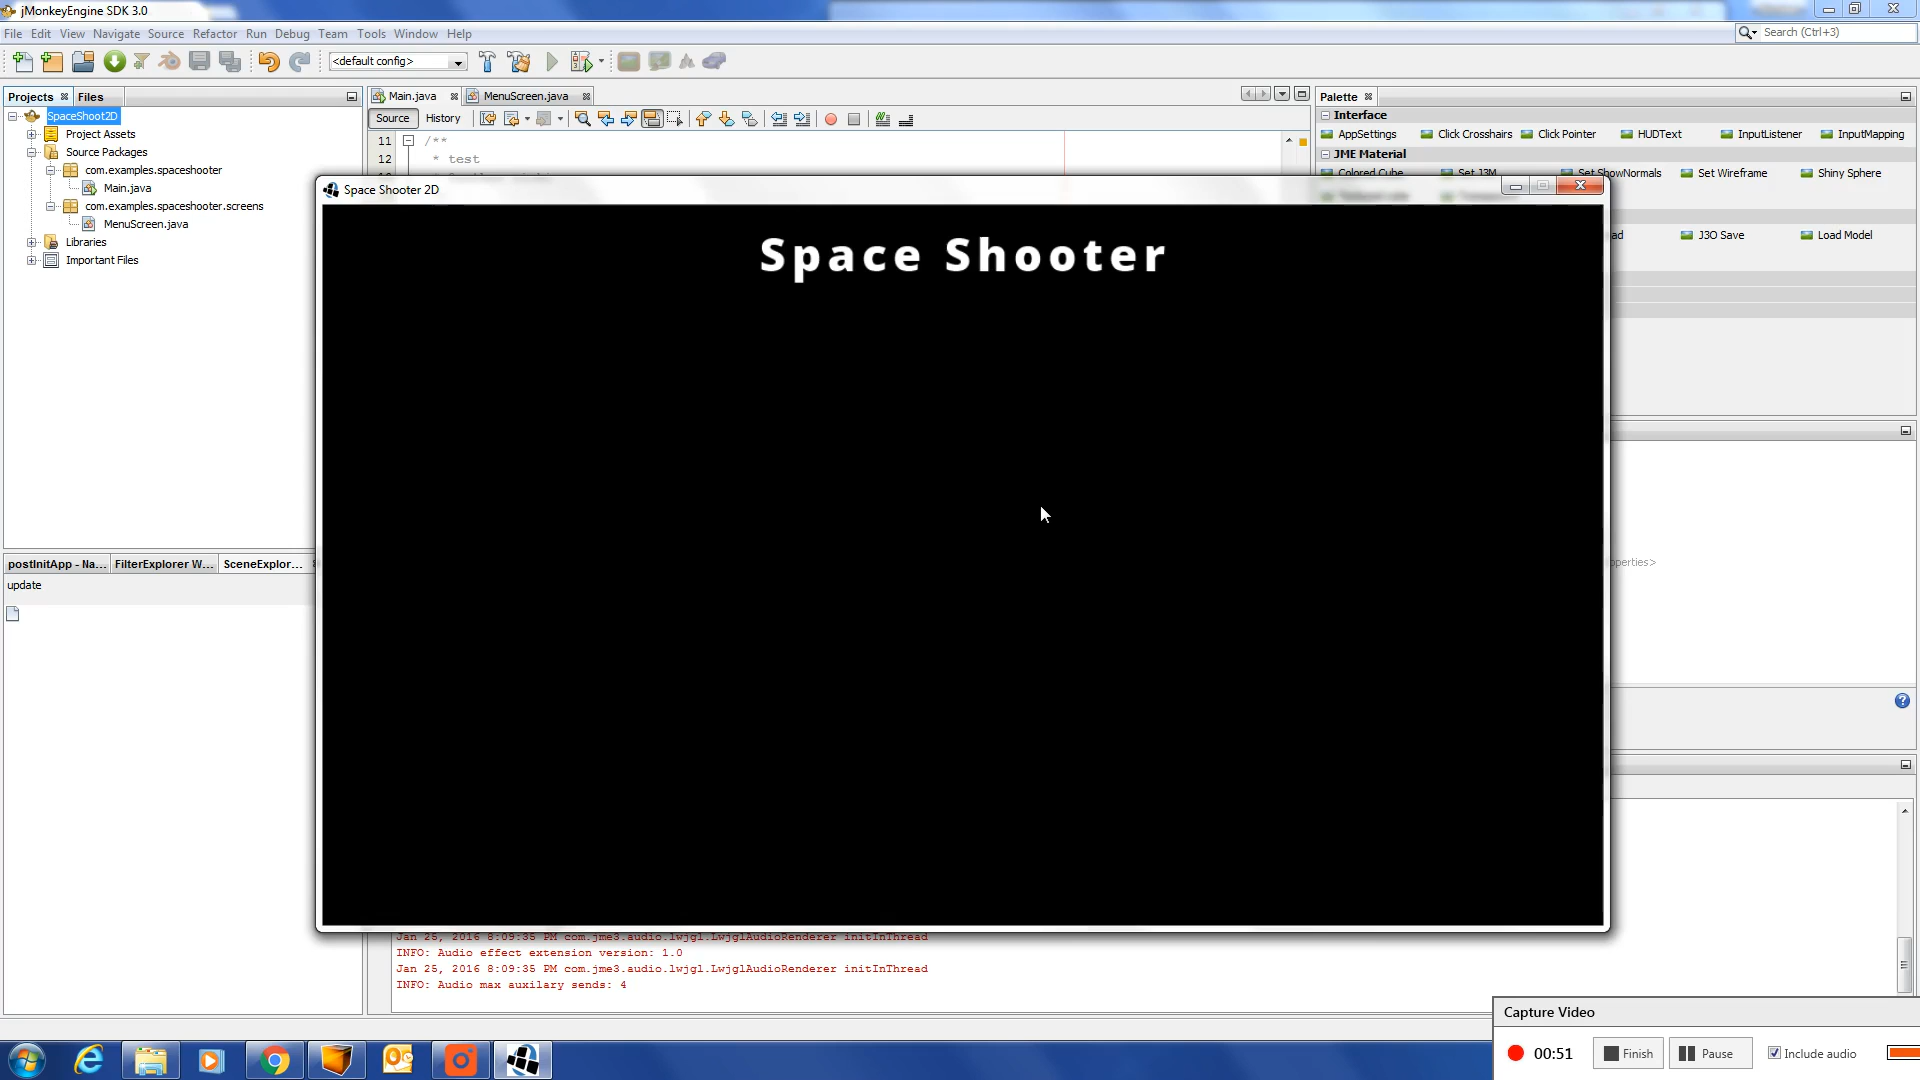 jMonkeyEngine SDK 3.0
File Edit View Navigate Source Refactor Run Debug Team Tools Window Help
Search (Ctrl+3)
<default config>
Projects Files
Main.java MenuScreen.java
Palette
SpaceShoot2D
Project Assets
Source Packages
com.examples.spaceshooter
Main.java
com.examples.spaceshooter.screens
MenuScreen.java
Libraries
Important Files
Source History
11 /**
12 * test
Interface
AppSettings Click Crosshairs Click Pointer HUDText InputListener InputMapping
JME Material
Colored Cube Set J3M Set ShowNormals Set Wireframe Shiny Sphere
ad J3O Save Load Model
Space Shooter 2D
Space Shooter
operties>
postInitApp - Na... FilterExplorer W... SceneExplor...
update
Jan 25, 2016 8:09:35 PM com.jme3.audio.lwjgl.LwjglAudioRenderer initInThread
INFO: Audio effect extension version: 1.0
Jan 25, 2016 8:09:35 PM com.jme3.audio.lwjgl.LwjglAudioRenderer initInThread
INFO: Audio max auxilary sends: 4
Capture Video
00:51 Finish Pause Include audio